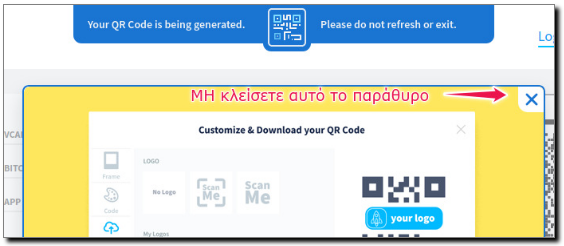 Your QR Code is being generated. Please do not refresh or exit.
ΜΗ κλείσετε αυτό το παράθυρο
Customize & Download your QR Code
VCA
BITC
APP
Frame
Code
LOGO
No Logo
Scan Me
Scan Me
your logo
My Logos